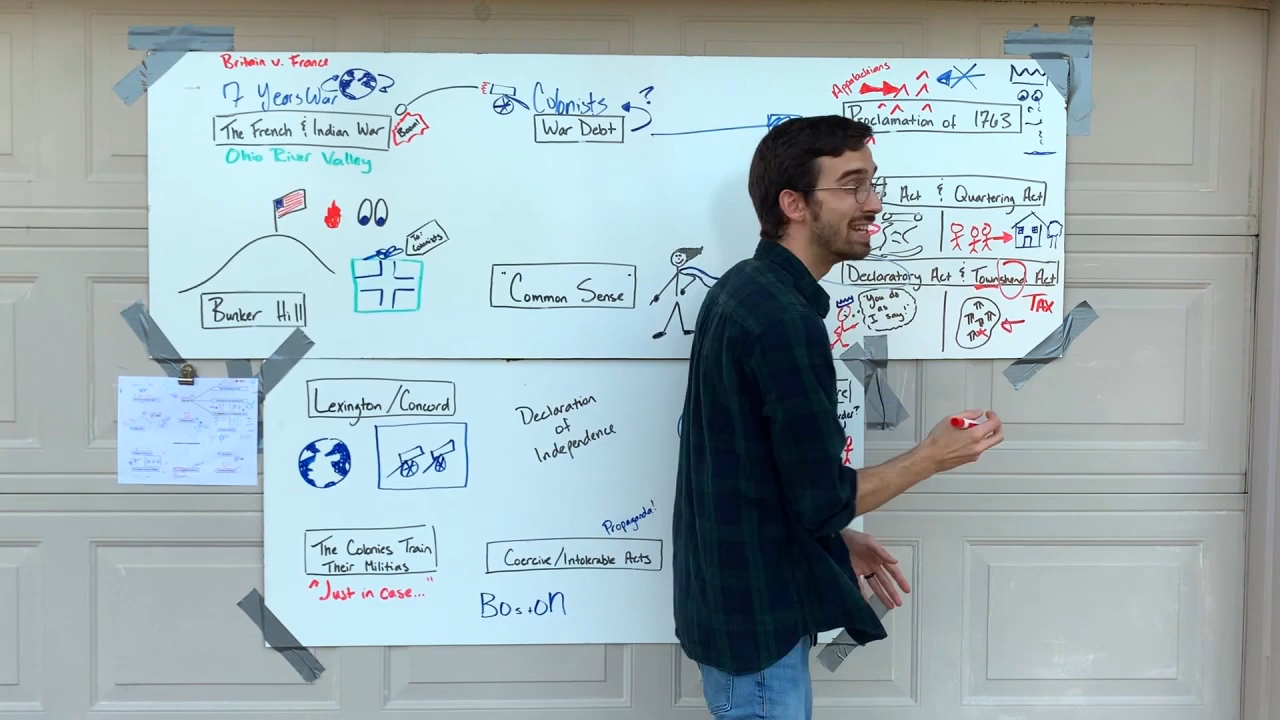 Britain v. France
7 Years War
The French & Indian War
Boom!
Ohio River Valley
Colonists
?
War Debt
Appalachians
Proclamation of 1763
Act & Quartering Act
Declaratory Act & Townshend Act
"You do
as
I say!"
TAX
To:
Colonists
Bunker Hill
"Common Sense"
Lexington/Concord
Declaration
of
Independence
The Colonies Train
Their Militias
"Just in case..."
Propaganda!
Coercive/Intolerable Acts
Boston